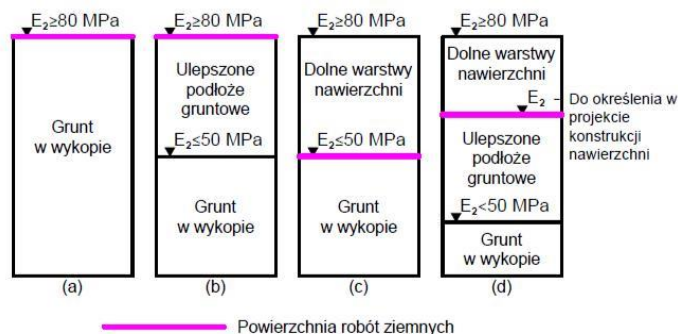 E₂≥80 MPa
Grunt
w wykopie
(a)
E₂≥80 MPa
Ulepszone
podłoże
gruntowe
E₂≤50 MPa
Grunt
w wykopie
(b)
E₂≥80 MPa
Dolne warstwy
nawierzchni
E₂≤50 MPa
Grunt
w wykopie
(c)
E₂≥80 MPa
Dolne warstwy
nawierzchni
E₂ - Do określenia w
projekcie
konstrukcji
nawierzchni
Ulepszone
podłoże
gruntowe
E₂<50 MPa
Grunt
w wykopie
(d)
Powierzchnia robót ziemnych